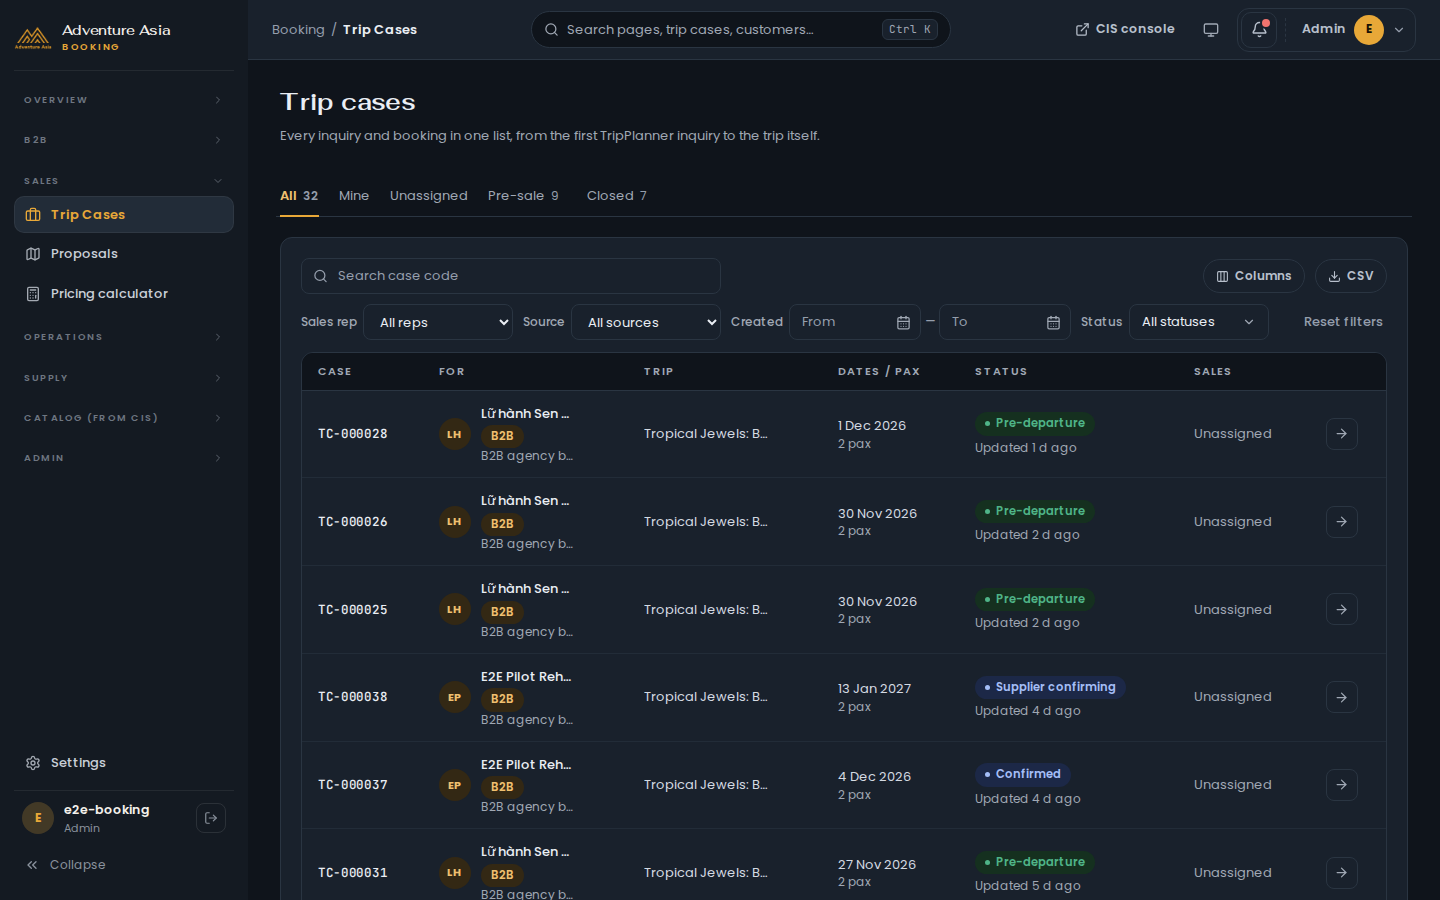 Adventure Asia
Adventure Asia
BOOKING
OVERVIEW
B2B
SALES
Trip Cases
Proposals
Pricing calculator
OPERATIONS
SUPPLY
CATALOG (FROM CIS)
ADMIN
Settings
E
e2e-booking
Admin
Collapse
Booking / Trip Cases
Search pages, trip cases, customers...
Ctrl K
CIS console
Admin
E
Trip cases
Every inquiry and booking in one list, from the first TripPlanner inquiry to the trip itself.
All 32
Mine
Unassigned
Pre-sale 9
Closed 7
Search case code
Columns
CSV
Sales rep
All reps
Source
All sources
Created
From
—
To
Status
All statuses
Reset filters
CASE
FOR
TRIP
DATES / PAX
STATUS
SALES
TC-000028
LH
Lữ hành Sen ...
B2B
B2B agency b...
Tropical Jewels: B...
1 Dec 2026
2 pax
Pre-departure
Updated 1 d ago
Unassigned
TC-000026
LH
Lữ hành Sen ...
B2B
B2B agency b...
Tropical Jewels: B...
30 Nov 2026
2 pax
Pre-departure
Updated 2 d ago
Unassigned
TC-000025
LH
Lữ hành Sen ...
B2B
B2B agency b...
Tropical Jewels: B...
30 Nov 2026
2 pax
Pre-departure
Updated 2 d ago
Unassigned
TC-000038
EP
E2E Pilot Reh...
B2B
B2B agency b...
Tropical Jewels: B...
13 Jan 2027
2 pax
Supplier confirming
Updated 4 d ago
Unassigned
TC-000037
EP
E2E Pilot Reh...
B2B
B2B agency b...
Tropical Jewels: B...
4 Dec 2026
2 pax
Confirmed
Updated 4 d ago
Unassigned
TC-000031
LH
Lữ hành Sen ...
B2B
B2B agency b...
Tropical Jewels: B...
27 Nov 2026
2 pax
Pre-departure
Updated 5 d ago
Unassigned